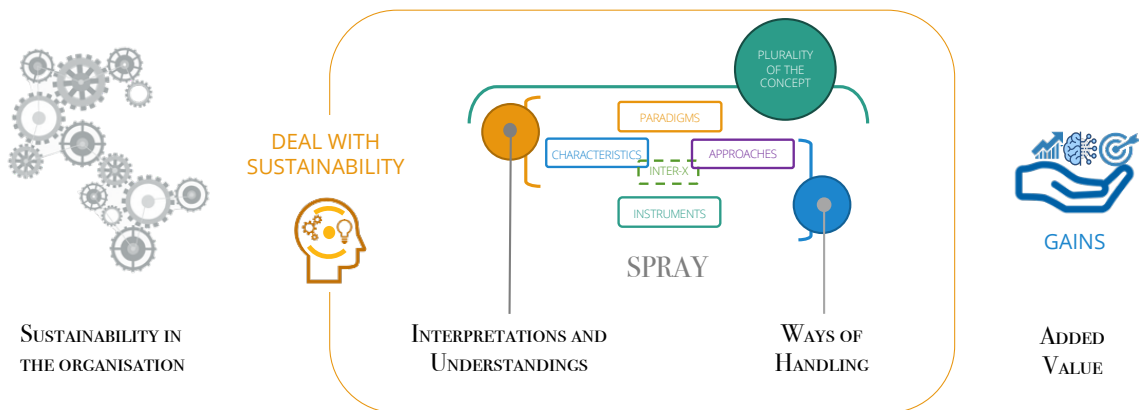 PLURALITY
OF THE
CONCEPT
DEAL WITH
SUSTAINABILITY
PARADIGMS
CHARACTERISTICS
APPROACHES
INTER-X
INSTRUMENTS
SPRAY
GAINS
Sustainability in
the organisation
Interpretations and
Understandings
Ways of
Handling
Added
Value